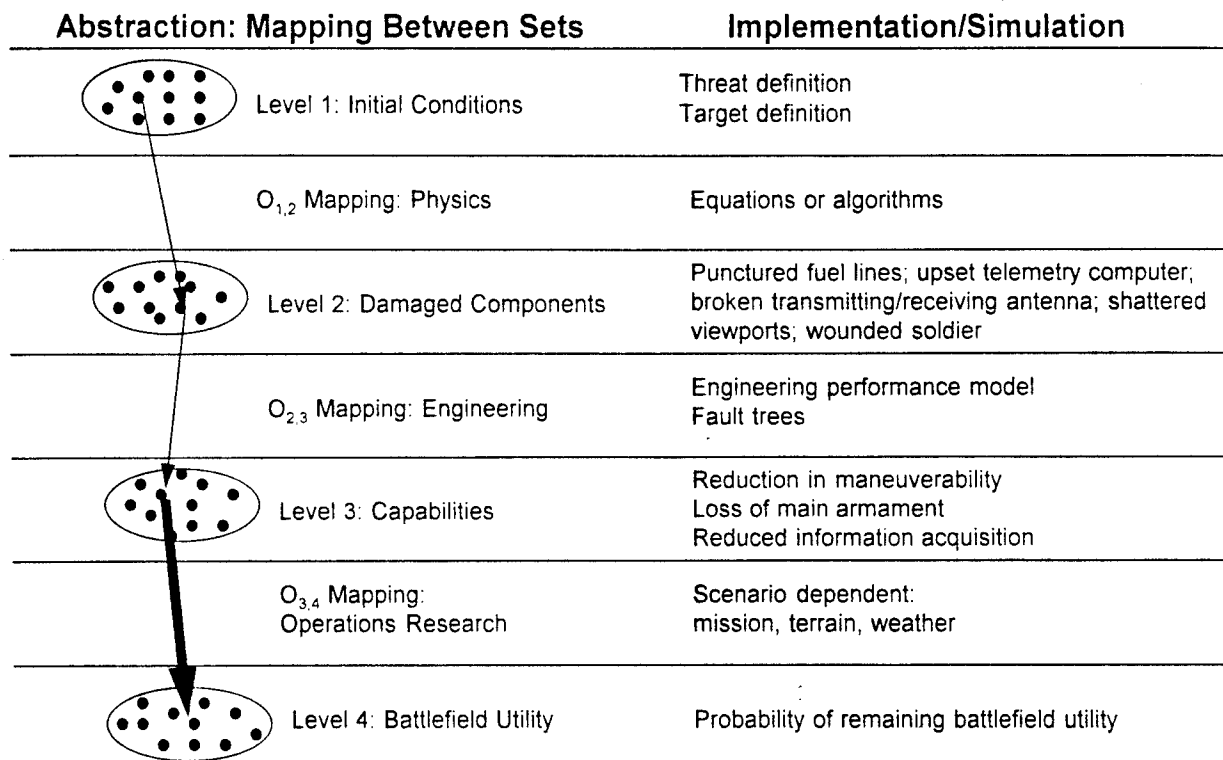 Abstraction: Mapping Between Sets
Implementation/Simulation
Level 1: Initial Conditions
Threat definition
Target definition
O1,2 Mapping: Physics
Equations or algorithms
Level 2: Damaged Components
Punctured fuel lines; upset telemetry computer;
broken transmitting/receiving antenna; shattered
viewports; wounded soldier
O2,3 Mapping: Engineering
Engineering performance model
Fault trees
Level 3: Capabilities
Reduction in maneuverability
Loss of main armament
Reduced information acquisition
O3,4 Mapping:
Operations Research
Scenario dependent:
mission, terrain, weather
Level 4: Battlefield Utility
Probability of remaining battlefield utility